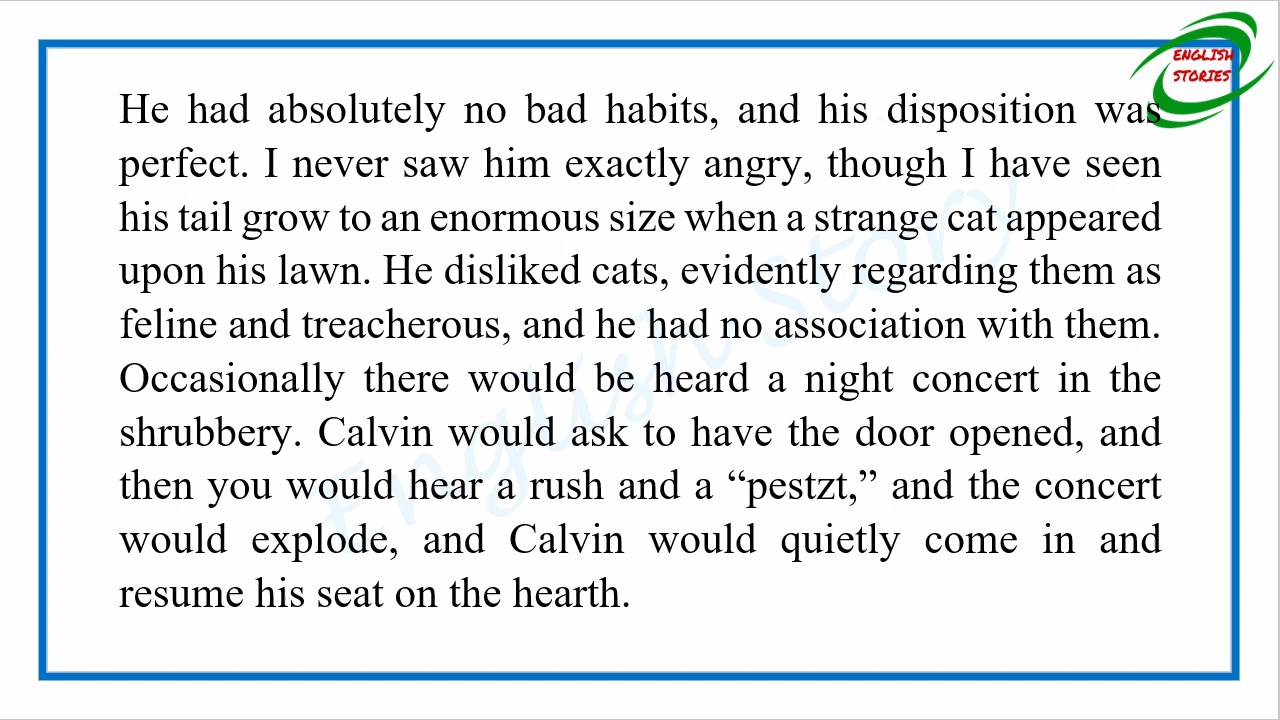 ENGLISH
STORIES
He had absolutely no bad habits, and his disposition was
perfect. I never saw him exactly angry, though I have seen
his tail grow to an enormous size when a strange cat appeared
upon his lawn. He disliked cats, evidently regarding them as
feline and treacherous, and he had no association with them.
Occasionally there would be heard a night concert in the
shrubbery. Calvin would ask to have the door opened, and
then you would hear a rush and a “pestzt,” and the concert
would explode, and Calvin would quietly come in and
resume his seat on the hearth.
English Story